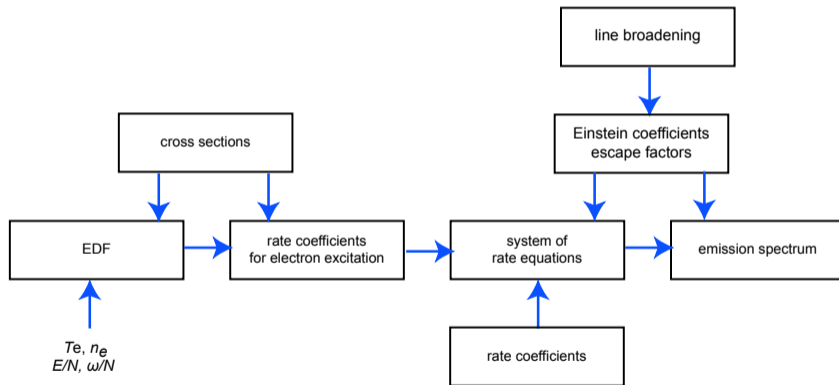 line broadening
Einstein coefficients
escape factors
cross sections
EDF
rate coefficients
for electron excitation
system of
rate equations
emission spectrum
Te, ne
E/N, ω/N
rate coefficients